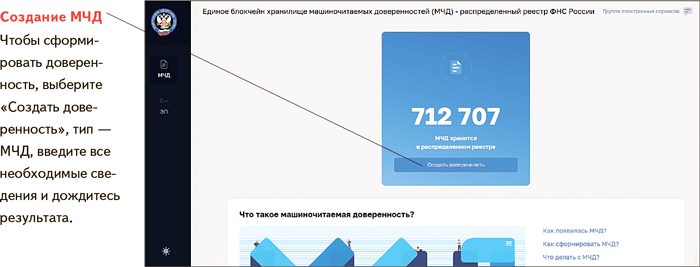 Создание МЧД
Чтобы сформи-
ровать доверен-
ность, выберите
«Создать дове-
ренность», тип —
МЧД, введите все
необходимые све-
дения и дождитесь
результата.
Единое блокчейн хранилище машиночитаемых доверенностей (МЧД) - распределенный реестр ФНС России
Группа электронных сервисов
МЧД
ЭП
712 707
МЧД хранится
в распределенном реестре
Создать доверенность
Что такое машиночитаемая доверенность?
Как появилась МЧД?
Как сформировать МЧД?
Что делать с МЧД?